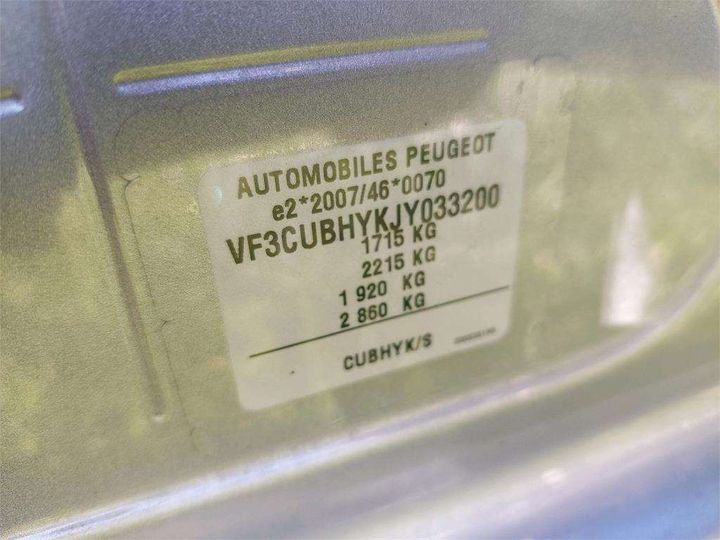 AUTOMOBILES PEUGEOT
e2*2007/46*0070
VF3CUBHYKJY033200
1715 KG
2215 KG
1 920 KG
2 860 KG
CUBHYK/S